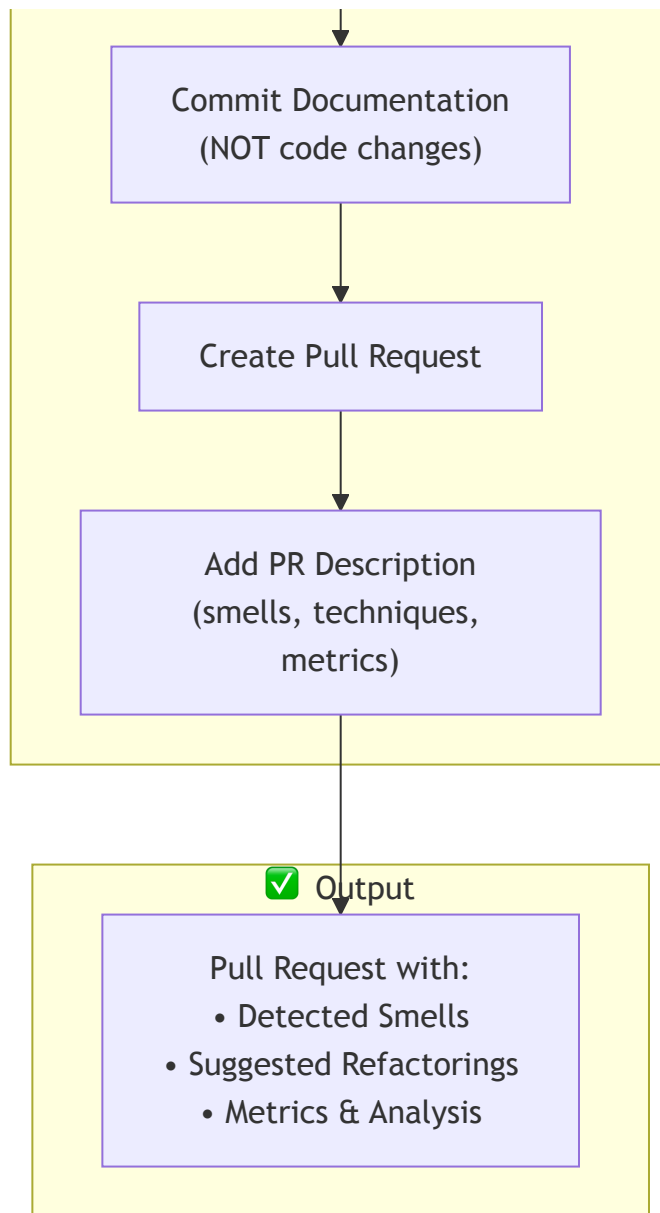 Commit Documentation
(NOT code changes)
Create Pull Request
Add PR Description
(smells, techniques,
metrics)
✅ Output
Pull Request with:
• Detected Smells
• Suggested Refactorings
• Metrics & Analysis